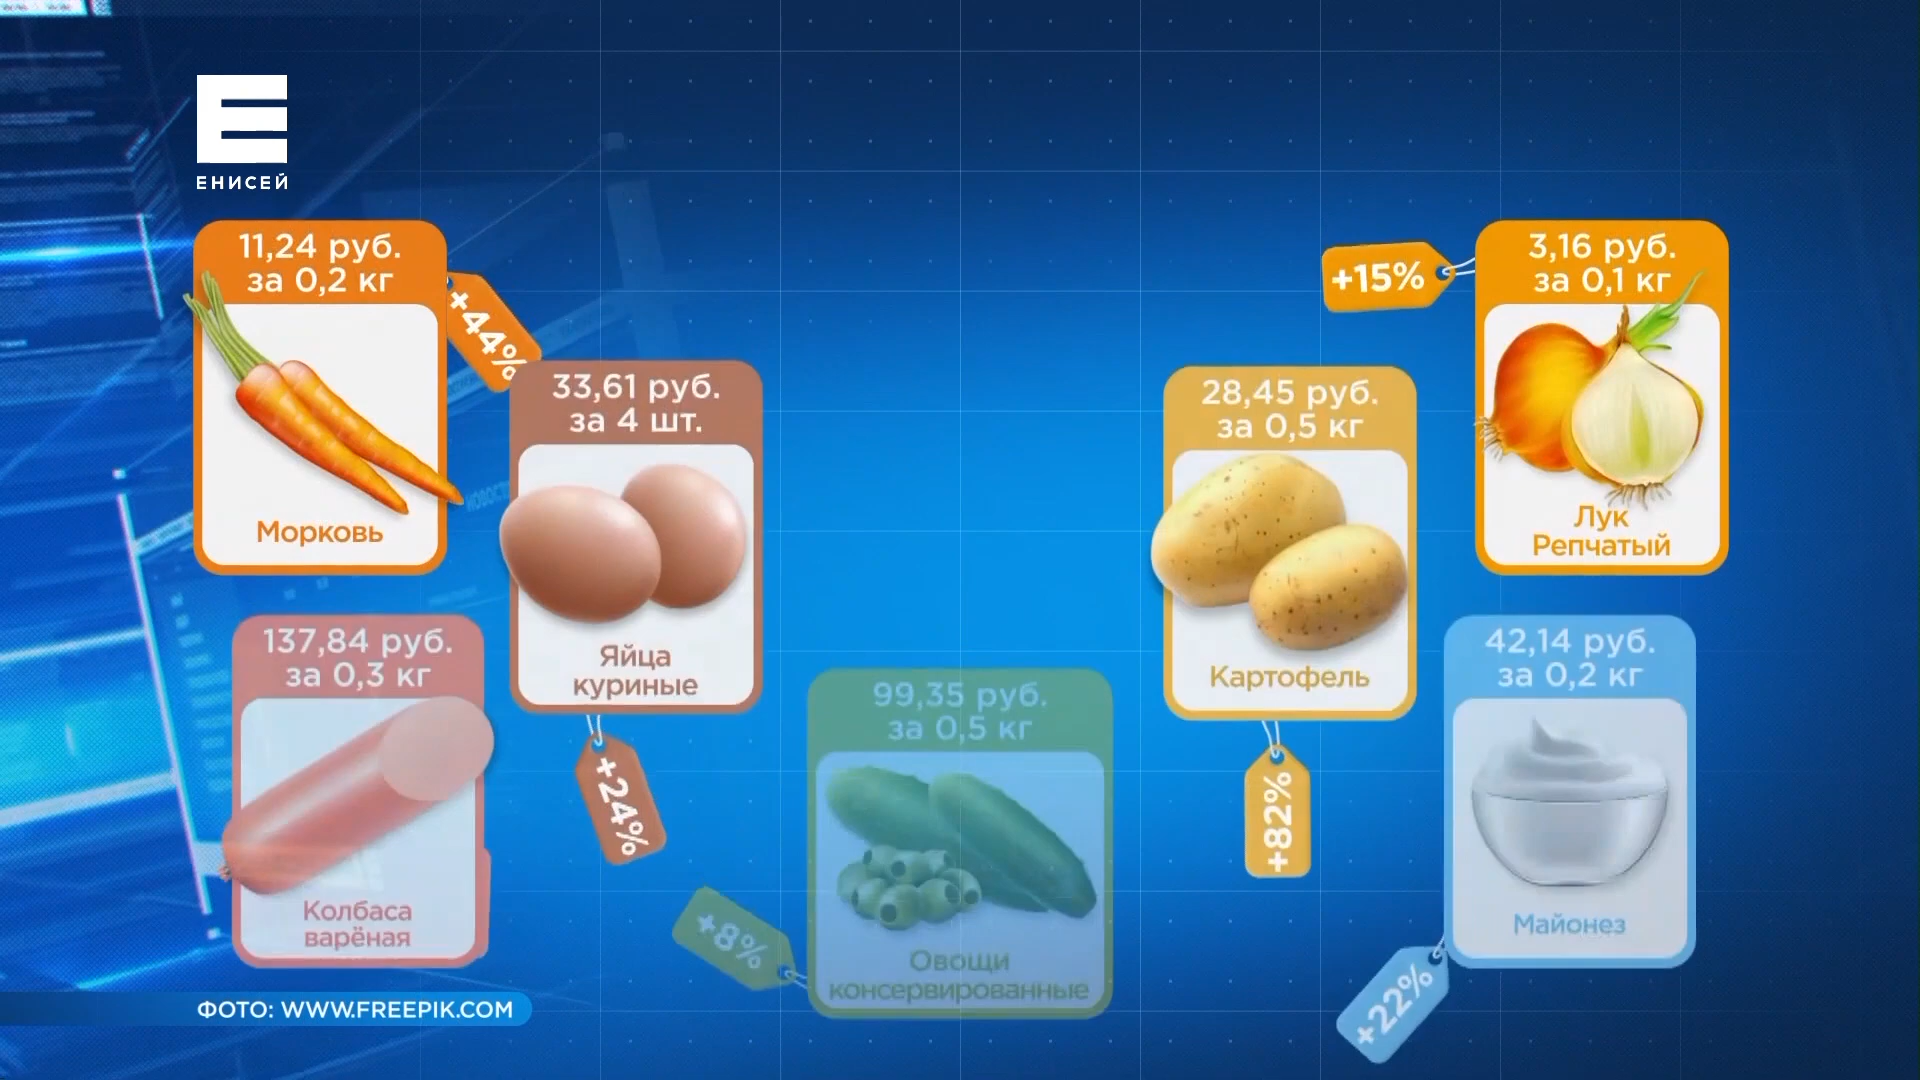 ЕНИСЕЙ
11,24 руб.
за 0,2 кг
+44%
Морковь
33,61 руб.
за 4 шт.
Яйца
куриные
+24%
+15%
3,16 руб.
за 0,1 кг
Лук
Репчатый
28,45 руб.
за 0,5 кг
Картофель
+82%
137,84 руб.
за 0,3 кг
Колбаса
варёная
99,35 руб.
за 0,5 кг
Овощи
консервированные
+8%
42,14 руб.
за 0,2 кг
Майонез
+22%
ФОТО: WWW.FREEPIK.COM